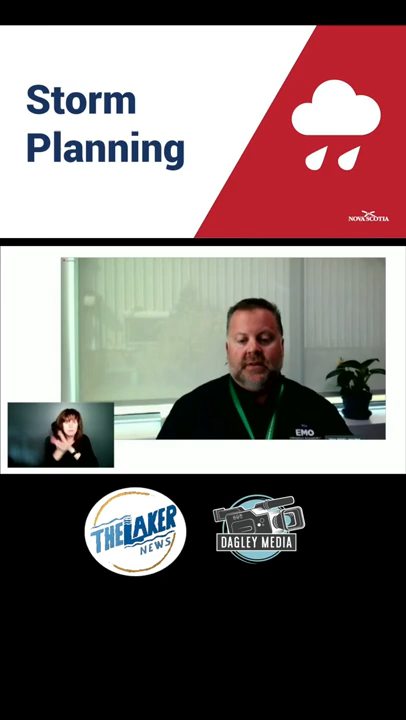 Storm
Planning
NOVA SCOTIA
EMO
THE LAKER
NEWS
DAGLEY MEDIA